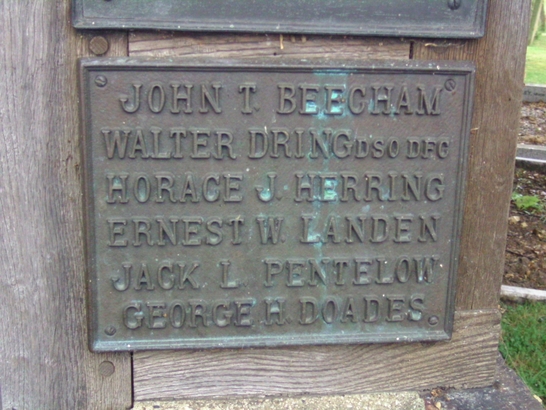 JOHN T. BEECHAM
WALTER DRING DSO DFC
HORACE J. HERRING
ERNEST W. LANDEN
JACK L. PENTELOW
GEORGE H. DOADES.